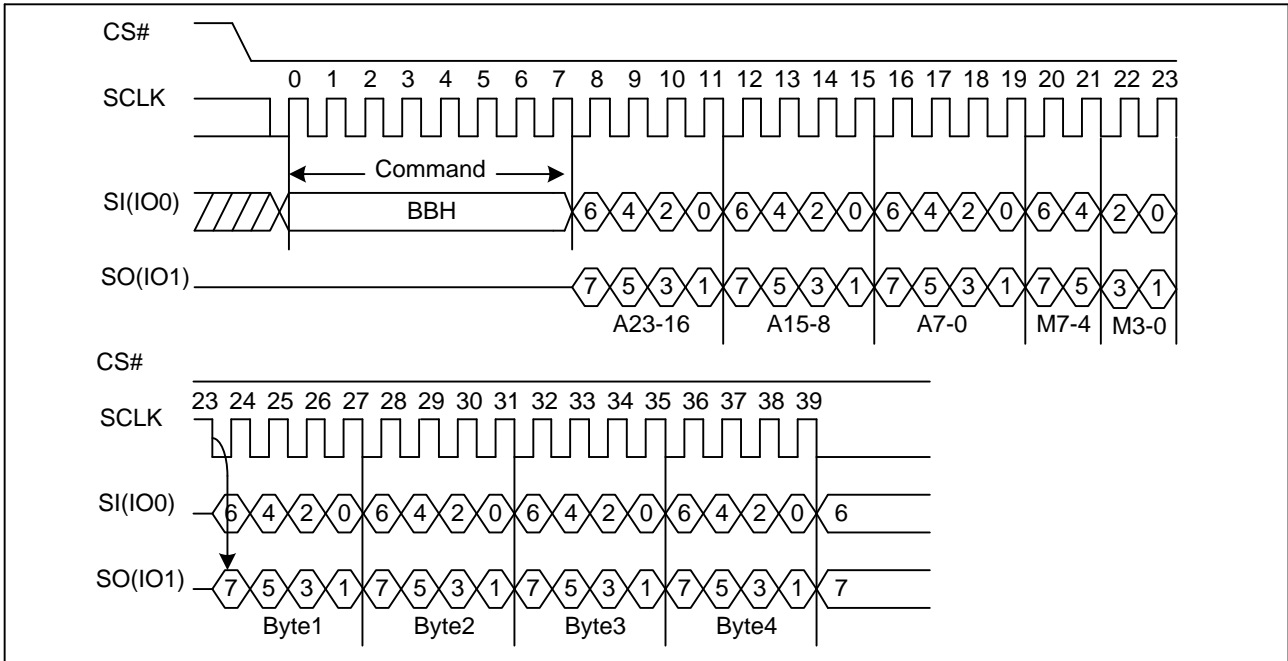 CS#
0 1 2 3 4 5 6 7 8 9 10 11 12 13 14 15 16 17 18 19 20 21 22 23
SCLK
Command
SI(IO0) BBH 6 4 2 0 6 4 2 0 6 4 2 0 6 4 2 0
SO(IO1) 7 5 3 1 7 5 3 1 7 5 3 1 7 5 3 1
A23-16 A15-8 A7-0 M7-4 M3-0
CS#
23 24 25 26 27 28 29 30 31 32 33 34 35 36 37 38 39
SCLK
SI(IO0) 6 4 2 0 6 4 2 0 6 4 2 0 6 4 2 0 6
SO(IO1) 7 5 3 1 7 5 3 1 7 5 3 1 7 5 3 1 7
Byte1 Byte2 Byte3 Byte4